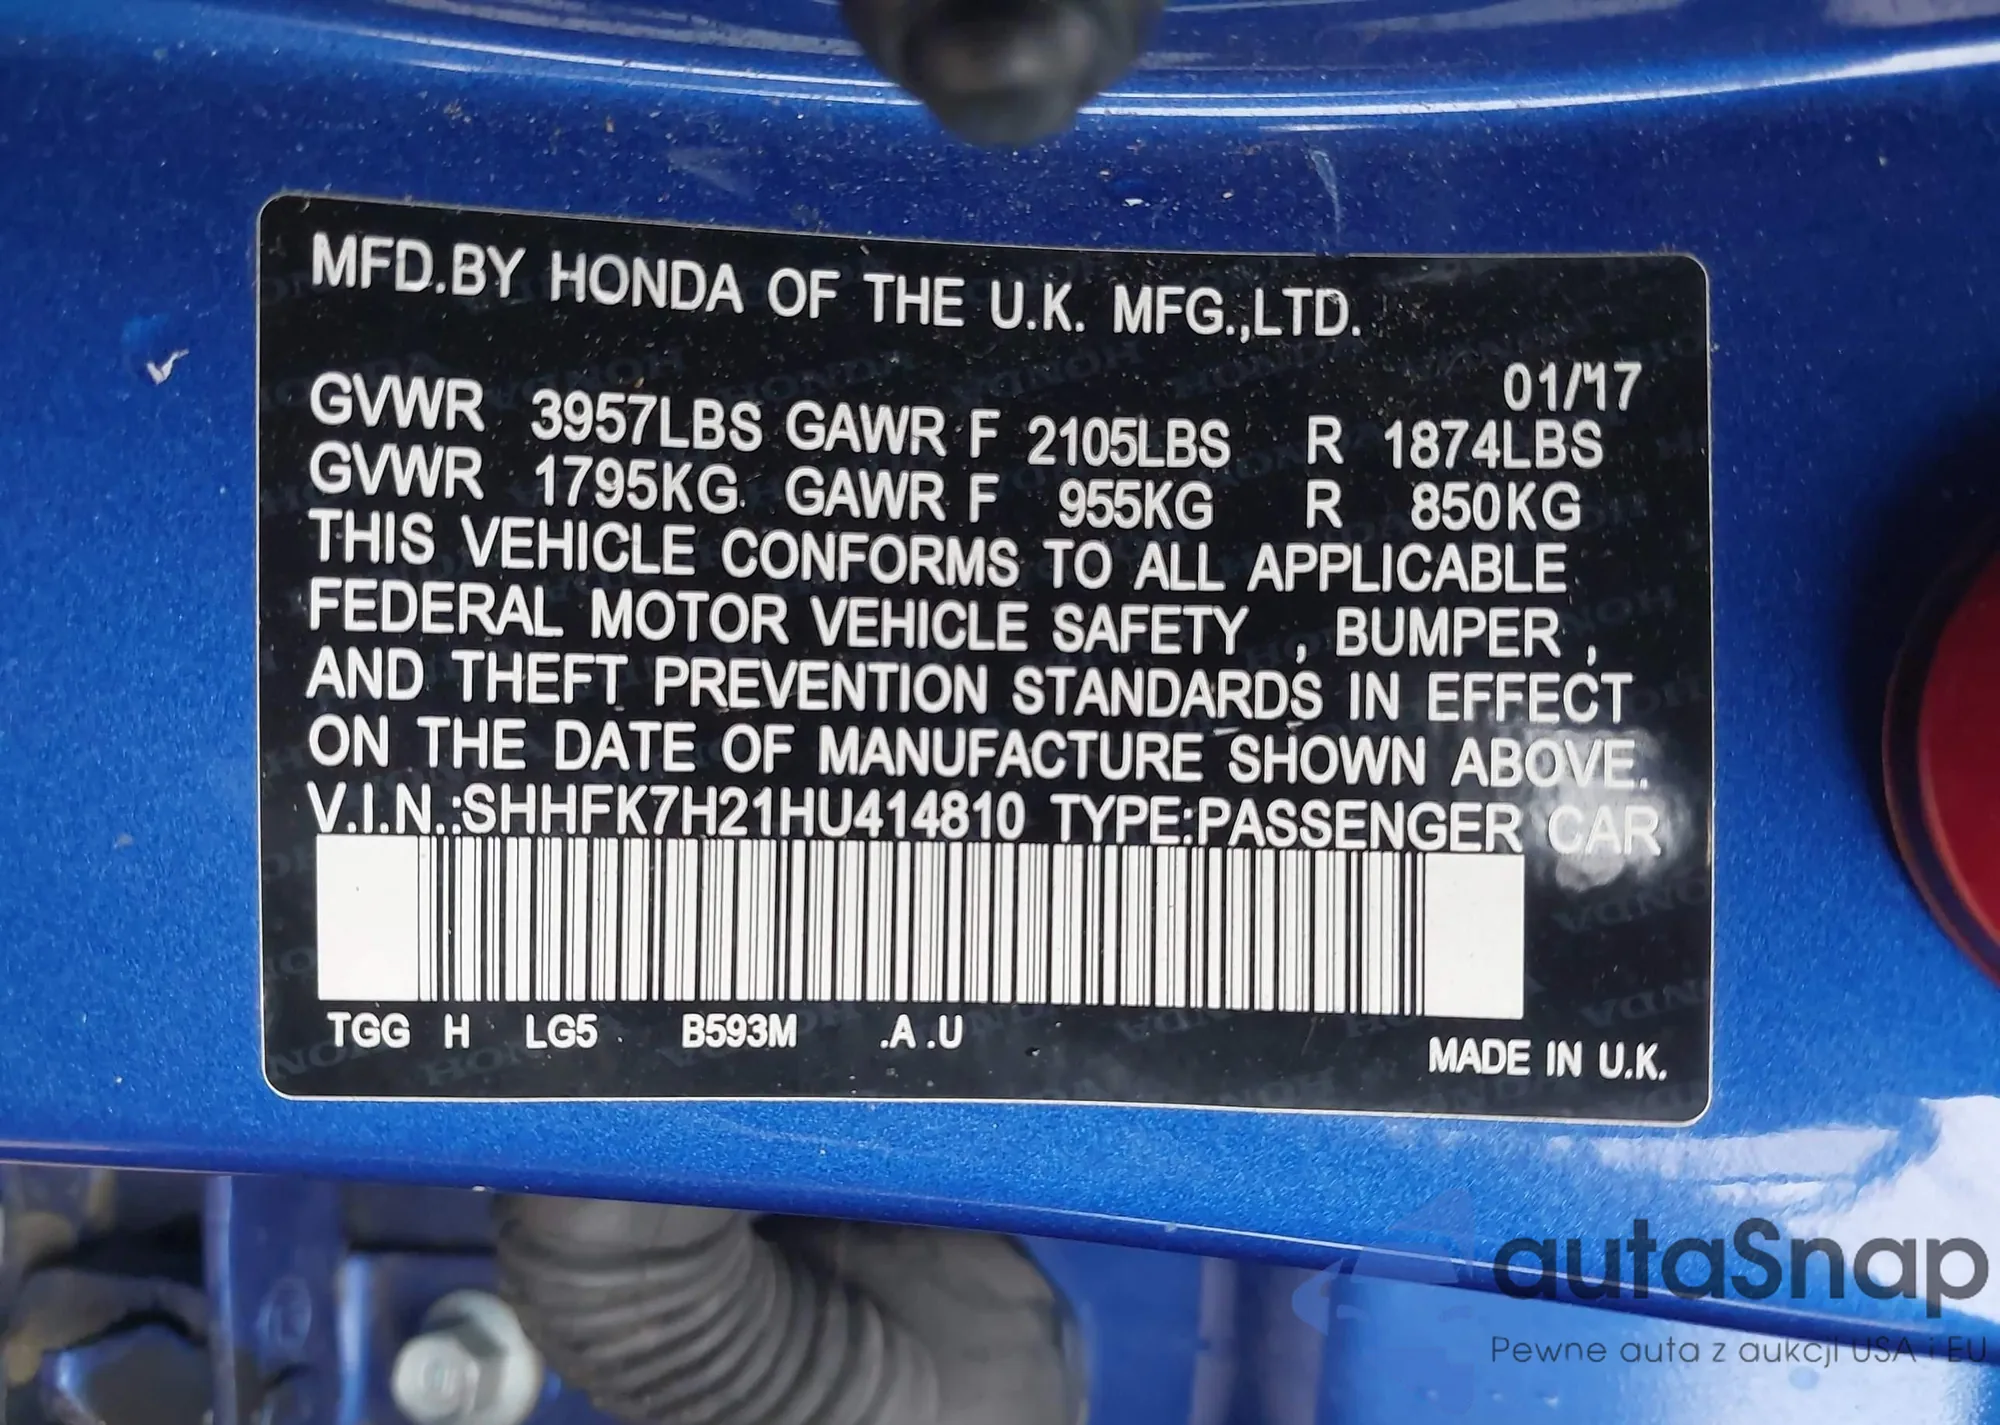 MFD.BY HONDA OF THE U.K. MFG.,LTD.
01/17
GVWR 3957LBS GAWR F 2105LBS R 1874LBS
GVWR 1795KG GAWR F 955KG R 850KG
THIS VEHICLE CONFORMS TO ALL APPLICABLE
FEDERAL MOTOR VEHICLE SAFETY , BUMPER ,
AND THEFT PREVENTION STANDARDS IN EFFECT
ON THE DATE OF MANUFACTURE SHOWN ABOVE.
V.I.N.:SHHFK7H21HU414810 TYPE:PASSENGER CAR
TGG H LG5 B593M .A .U
MADE IN U.K.
autaSnap
Pewne auta z aukcji USA i EU